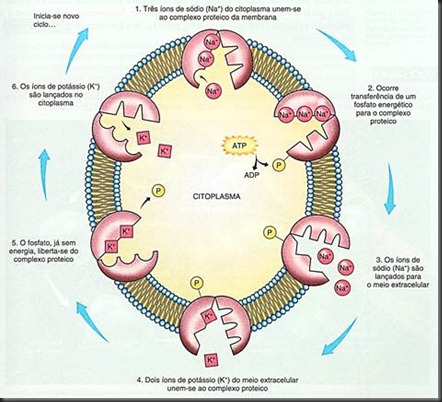 Inicia-se novo
ciclo...
1. Três íons de sódio (Na⁺) do citoplasma unem-se
ao complexo proteico da membrana
Na⁺
Na⁺
Na⁺
2. Ocorre
transferência de um
fosfato energético
para o complexo
proteico
Na⁺
Na⁺
Na⁺
ATP
ADP
P
CITOPLASMA
3. Os íons de
sódio (Na⁺) são
lançados para
o meio extracelular
P
Na⁺
Na⁺
Na⁺
4. Dois íons de potássio (K⁺) do meio extracelular
unem-se ao complexo proteico
P
K⁺
K⁺
5. O fosfato, já sem
energia, liberta-se do
complexo proteico
P
K⁺
K⁺
6. Os íons de potássio (K⁺)
são lançados no
citoplasma
K⁺
K⁺